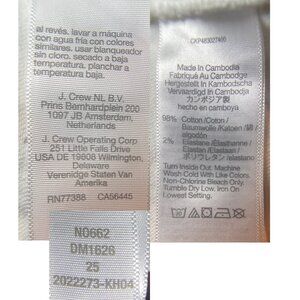 al revés. lavar a máquina
con agua fría con colores
similares. usar blanqueador
sin cloro. secado a baja
temperatura. planchar a
baja temperatura.
J. Crew NL B.V.
Prins Bernhardplein 200
1097 JB Amsterdam,
Netherlands
J. Crew Operating Corp
251 Little Falls Drive
USA DE 19808 Wilmington,
Delaware
Verenigde Staten Van
Amerika
RN77388 CA56445
N0662
DM1626
25
2022273-KH04
CKP483027400
Made in Cambodia
Fabriqué Au Cambodge
Hergestellt In Kambodscha
Vervaardigd in Cambodja
カンボジア製
hecho en camboya
98% Cotton /Coton /
Baumwolle /Katoen / 綿 /
algodón
2% Elastane /Elasthanne /
Elasthan /Elastaan /
ポリウレタン / elastano
Turn Inside Out. Machine
Wash Cold With Like Colors.
Non-Chlorine Bleach Only.
Tumble Dry Low. Iron On
Lowest Setting.